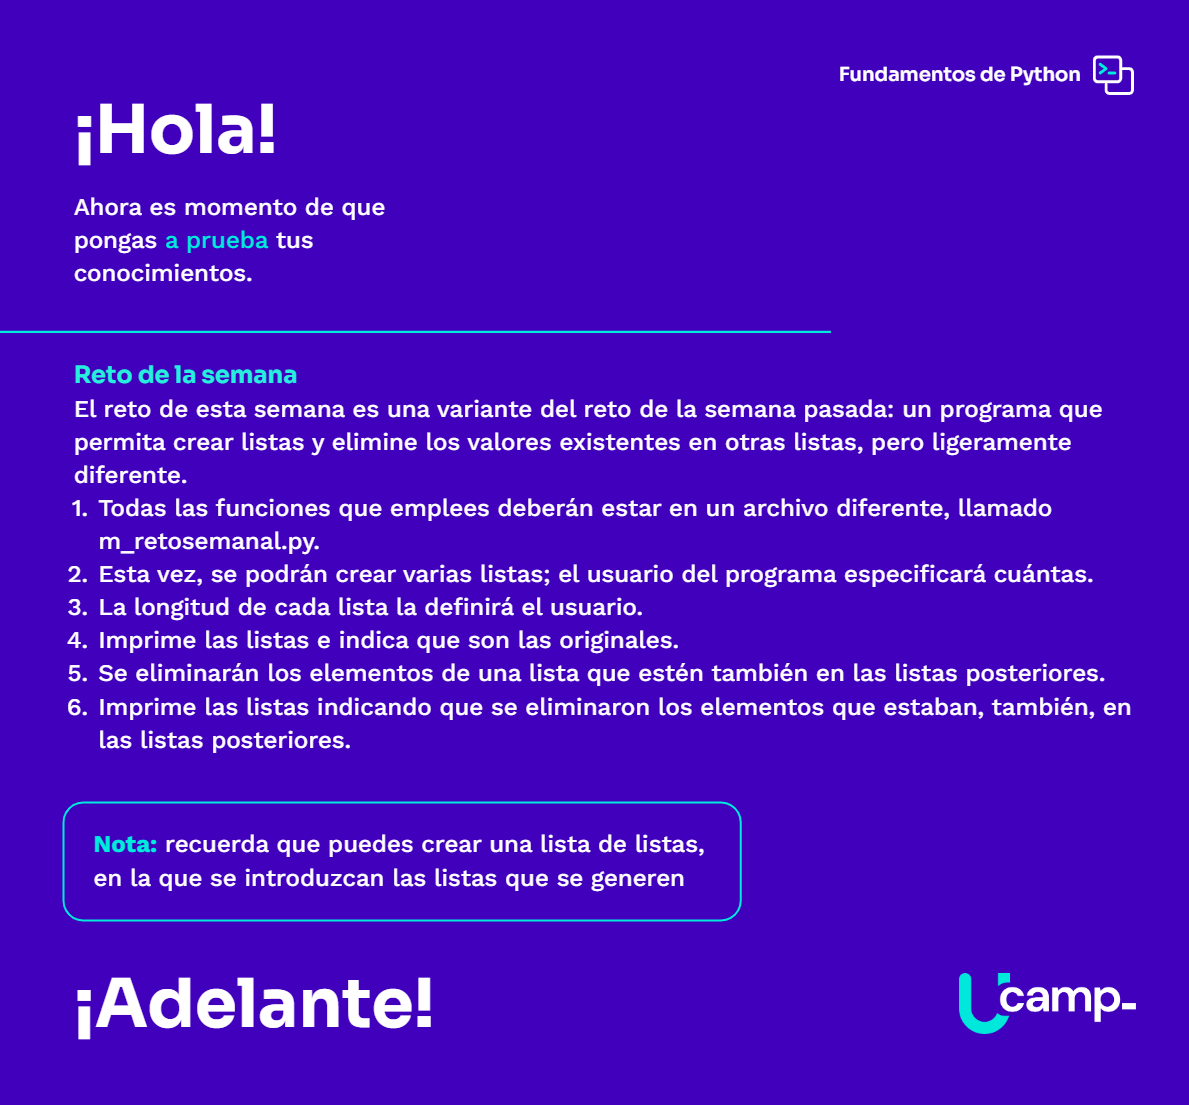 Fundamentos de Python
¡Hola!
Ahora es momento de que
pongas a prueba tus
conocimientos.
Reto de la semana
El reto de esta semana es una variante del reto de la semana pasada: un programa que
permita crear listas y elimine los valores existentes en otras listas, pero ligeramente
diferente.
1. Todas las funciones que emplees deberán estar en un archivo diferente, llamado
m_retosemanal.py.
2. Esta vez, se podrán crear varias listas; el usuario del programa especificará cuántas.
3. La longitud de cada lista la definirá el usuario.
4. Imprime las listas e indica que son las originales.
5. Se eliminarán los elementos de una lista que estén también en las listas posteriores.
6. Imprime las listas indicando que se eliminaron los elementos que estaban, también, en
las listas posteriores.
Nota: recuerda que puedes crear una lista de listas,
en la que se introduzcan las listas que se generen
¡Adelante!
Ucamp_